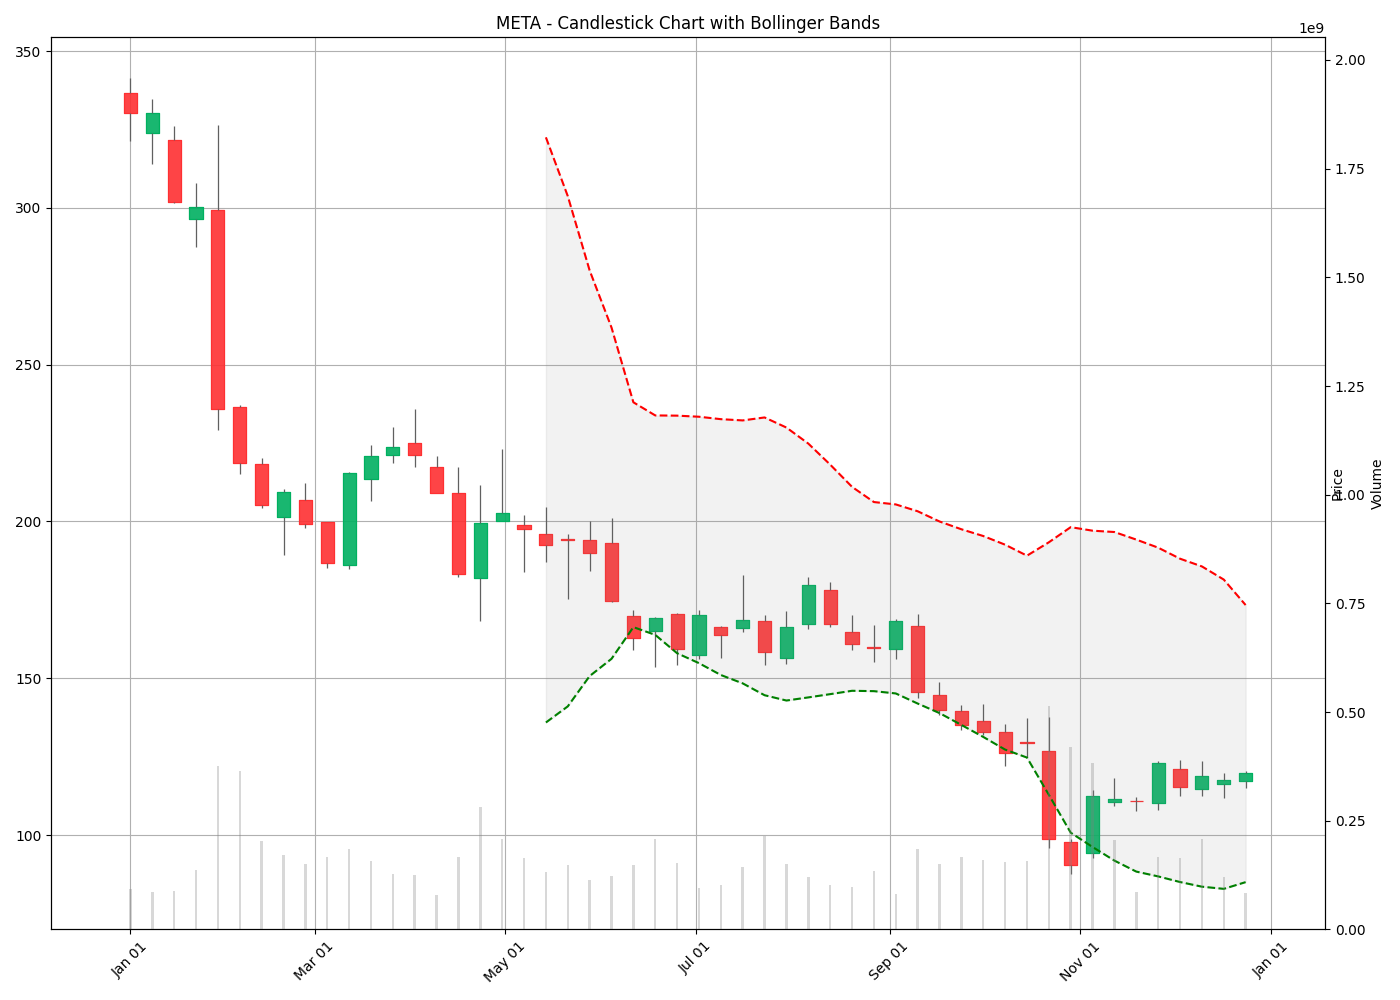 META - Candlestick Chart with Bollinger Bands
1e9
350
300
250
200
150
100
2.00
1.75
1.50
1.25
1.00
0.75
0.50
0.25
0.00
Price
Volume
Jan 01
Mar 01
May 01
Jul 01
Sep 01
Nov 01
Jan 01